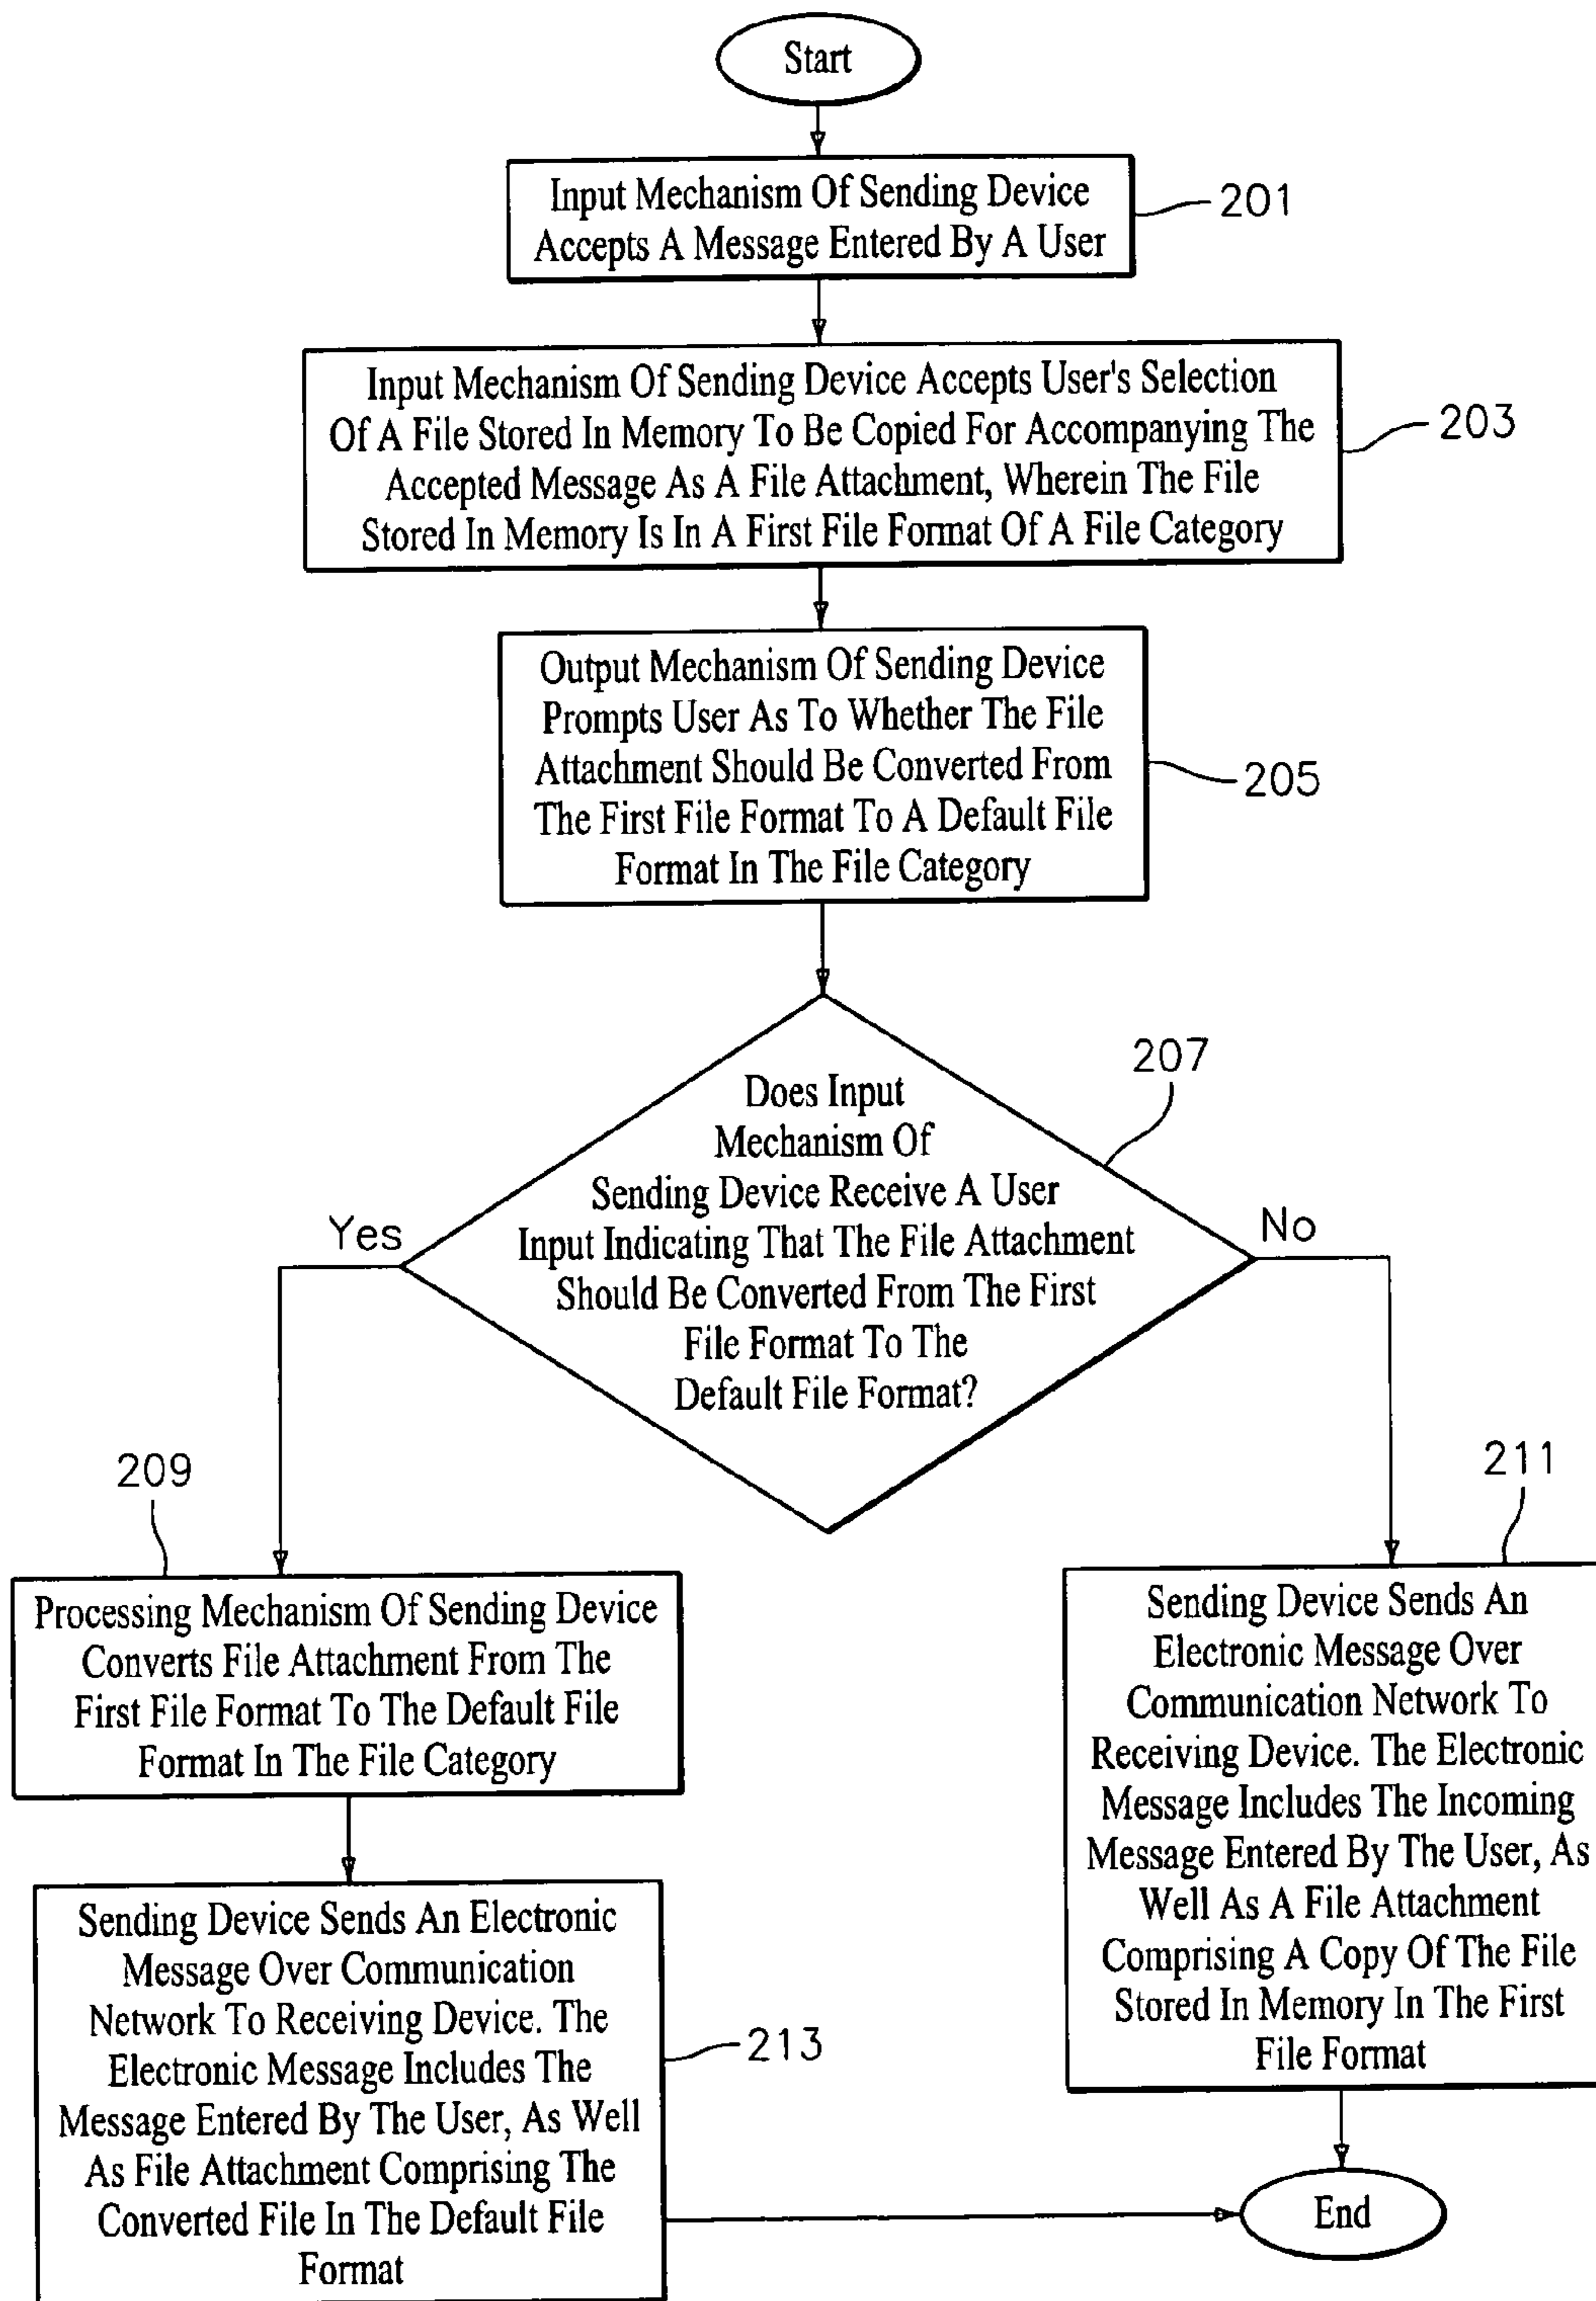 Start
Input Mechanism Of Sending Device
Accepts A Message Entered By A User
201
Input Mechanism Of Sending Device Accepts User's Selection
Of A File Stored In Memory To Be Copied For Accompanying The
Accepted Message As A File Attachment, Wherein The File
Stored In Memory Is In A First File Format Of A File Category
203
Output Mechanism Of Sending Device
Prompts User As To Whether The File
Attachment Should Be Converted From
The First File Format To A Default File
Format In The File Category
205
207
Does Input
Mechanism Of
Sending Device Receive A User
Input Indicating That The File Attachment
Should Be Converted From The First
File Format To The
Default File Format?
Yes
No
209
Processing Mechanism Of Sending Device
Converts File Attachment From The
First File Format To The Default File
Format In The File Category
211
Sending Device Sends An
Electronic Message Over
Communication Network To
Receiving Device. The Electronic
Message Includes The Incoming
Message Entered By The User, As
Well As A File Attachment
Comprising A Copy Of The File
Stored In Memory In The First
File Format
Sending Device Sends An Electronic
Message Over Communication
Network To Receiving Device. The
Electronic Message Includes The
Message Entered By The User, As Well
As File Attachment Comprising The
Converted File In The Default File
Format
213
End